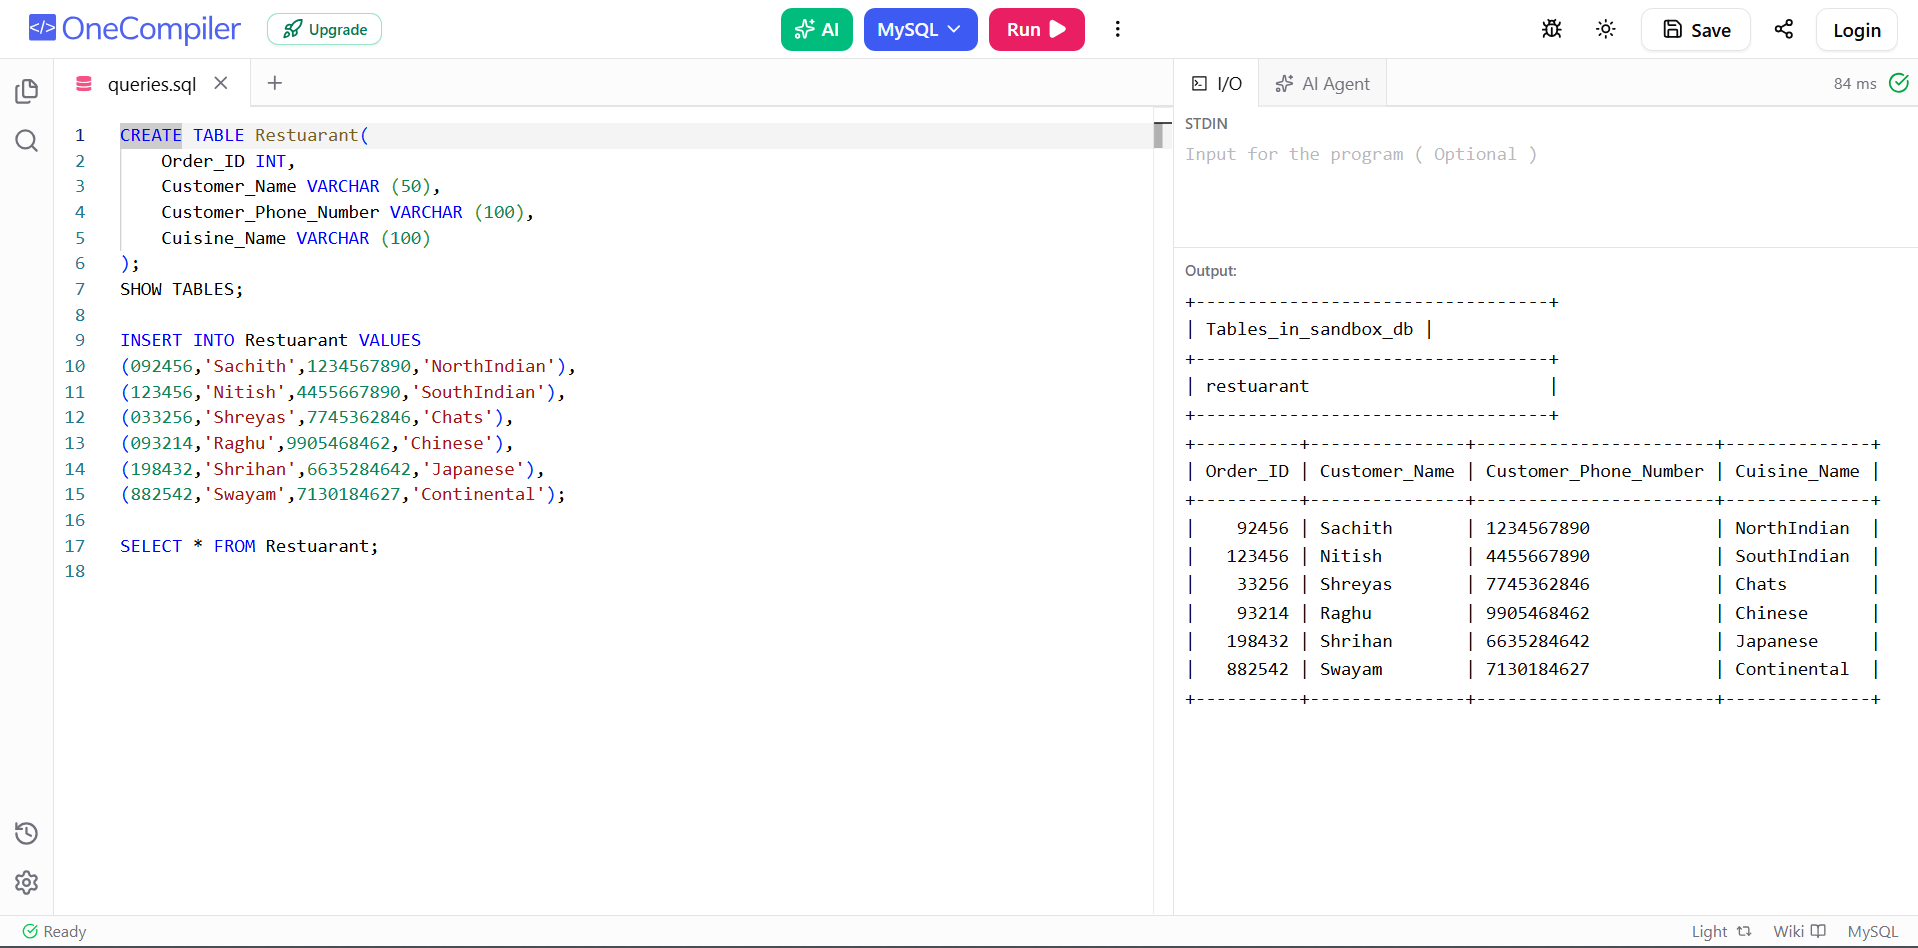 </> OneCompiler
Upgrade
AI
MySQL
Run
Save
Login
queries.sql
I/O
AI Agent
84 ms
1 CREATE TABLE Restuarant(
2     Order_ID INT,
3     Customer_Name VARCHAR (50),
4     Customer_Phone_Number VARCHAR (100),
5     Cuisine_Name VARCHAR (100)
6 );
7 SHOW TABLES;
8
9 INSERT INTO Restuarant VALUES
10 (092456,'Sachith',1234567890,'NorthIndian'),
11 (123456,'Nitish',4455667890,'SouthIndian'),
12 (033256,'Shreyas',7745362846,'Chats'),
13 (093214,'Raghu',9905468462,'Chinese'),
14 (198432,'Shrihan',6635284642,'Japanese'),
15 (882542,'Swayam',7130184627,'Continental');
16
17 SELECT * FROM Restuarant;
18
STDIN
Input for the program ( Optional )
Output:
+----------------------------------+
| Tables_in_sandbox_db |
+----------------------------------+
| restuarant                       |
+----------------------------------+
+----------+---------------+-----------------------+--------------+
| Order_ID | Customer_Name | Customer_Phone_Number | Cuisine_Name |
+----------+---------------+-----------------------+--------------+
|    92456 | Sachith       | 1234567890            | NorthIndian  |
|   123456 | Nitish        | 4455667890            | SouthIndian  |
|    33256 | Shreyas       | 7745362846            | Chats        |
|    93214 | Raghu         | 9905468462            | Chinese      |
|   198432 | Shrihan       | 6635284642            | Japanese     |
|   882542 | Swayam        | 7130184627            | Continental  |
+----------+---------------+-----------------------+--------------+
Ready
Light
Wiki
MySQL